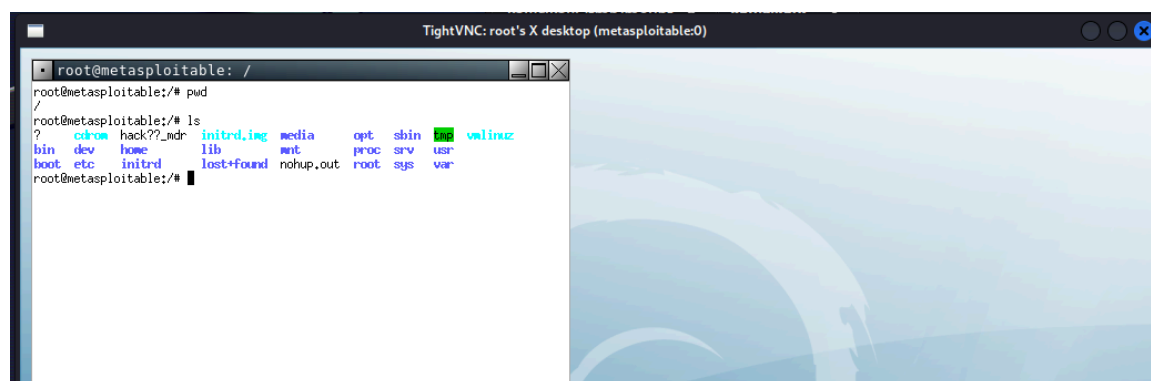 TightVNC: root's X desktop (metasploitable:0)
root@metasploitable: /
root@metasploitable:/# pwd
/
root@metasploitable:/# ls
? cdrom hack??_mdr initrd.img media opt sbin tmp vmlinuz
bin dev home lib mnt proc srv usr
boot etc initrd lost+found nohup.out root sys var
root@metasploitable:/#